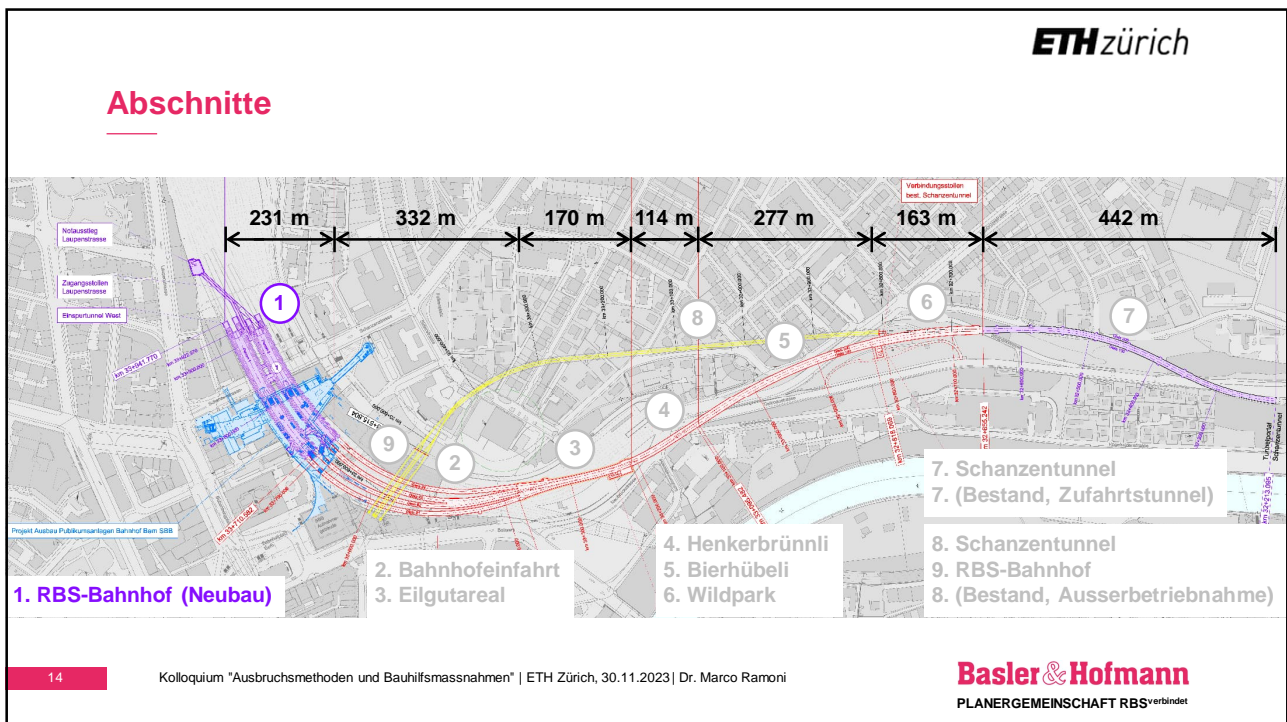 ETH zürich
Abschnitte
231 m
332 m
170 m
114 m
277 m
163 m
442 m
Verbindungsstollen
best. Schanzentunnel
Notausstieg
Laupenstrasse
Zugangsstollen
Laupenstrasse
Einspurtunnel West
1
8
5
6
7
9
2
3
4
Projekt Ausbau Publikumsanlagen Bahnhof Bern SBB
Tunnelportal
Schanzentunnel
1. RBS-Bahnhof (Neubau)
2. Bahnhofeinfahrt
3. Eilgutareal
4. Henkerbrünnli
5. Bierhübeli
6. Wildpark
7. Schanzentunnel
7. (Bestand, Zufahrtstunnel)
8. Schanzentunnel
9. RBS-Bahnhof
8. (Bestand, Ausserbetriebnahme)
14
Kolloquium "Ausbruchsmethoden und Bauhilfsmassnahmen" | ETH Zürich, 30.11.2023 | Dr. Marco Ramoni
Basler & Hofmann
PLANERGEMEINSCHAFT RBSverbindet